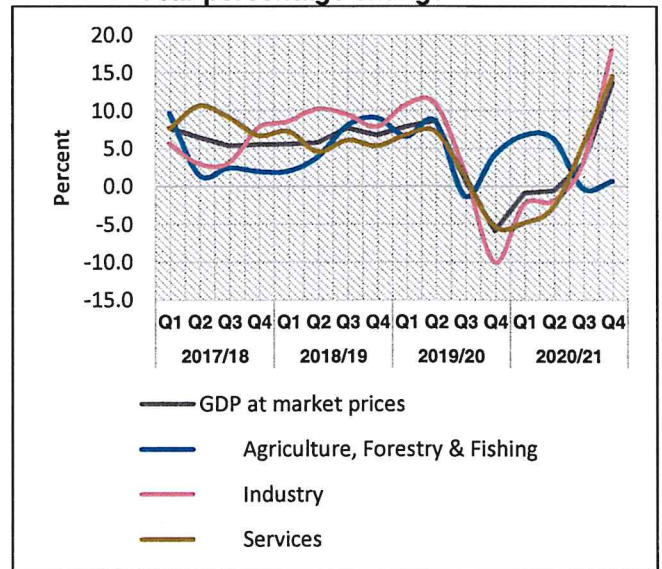 20.0
15.0
10.0
5.0
0.0
-5.0
-10.0
-15.0
Percent
Q1 Q2 Q3 Q4 Q1 Q2 Q3 Q4 Q1 Q2 Q3 Q4 Q1 Q2 Q3 Q4
2017/18 2018/19 2019/20 2020/21
GDP at market prices
Agriculture, Forestry & Fishing
Industry
Services